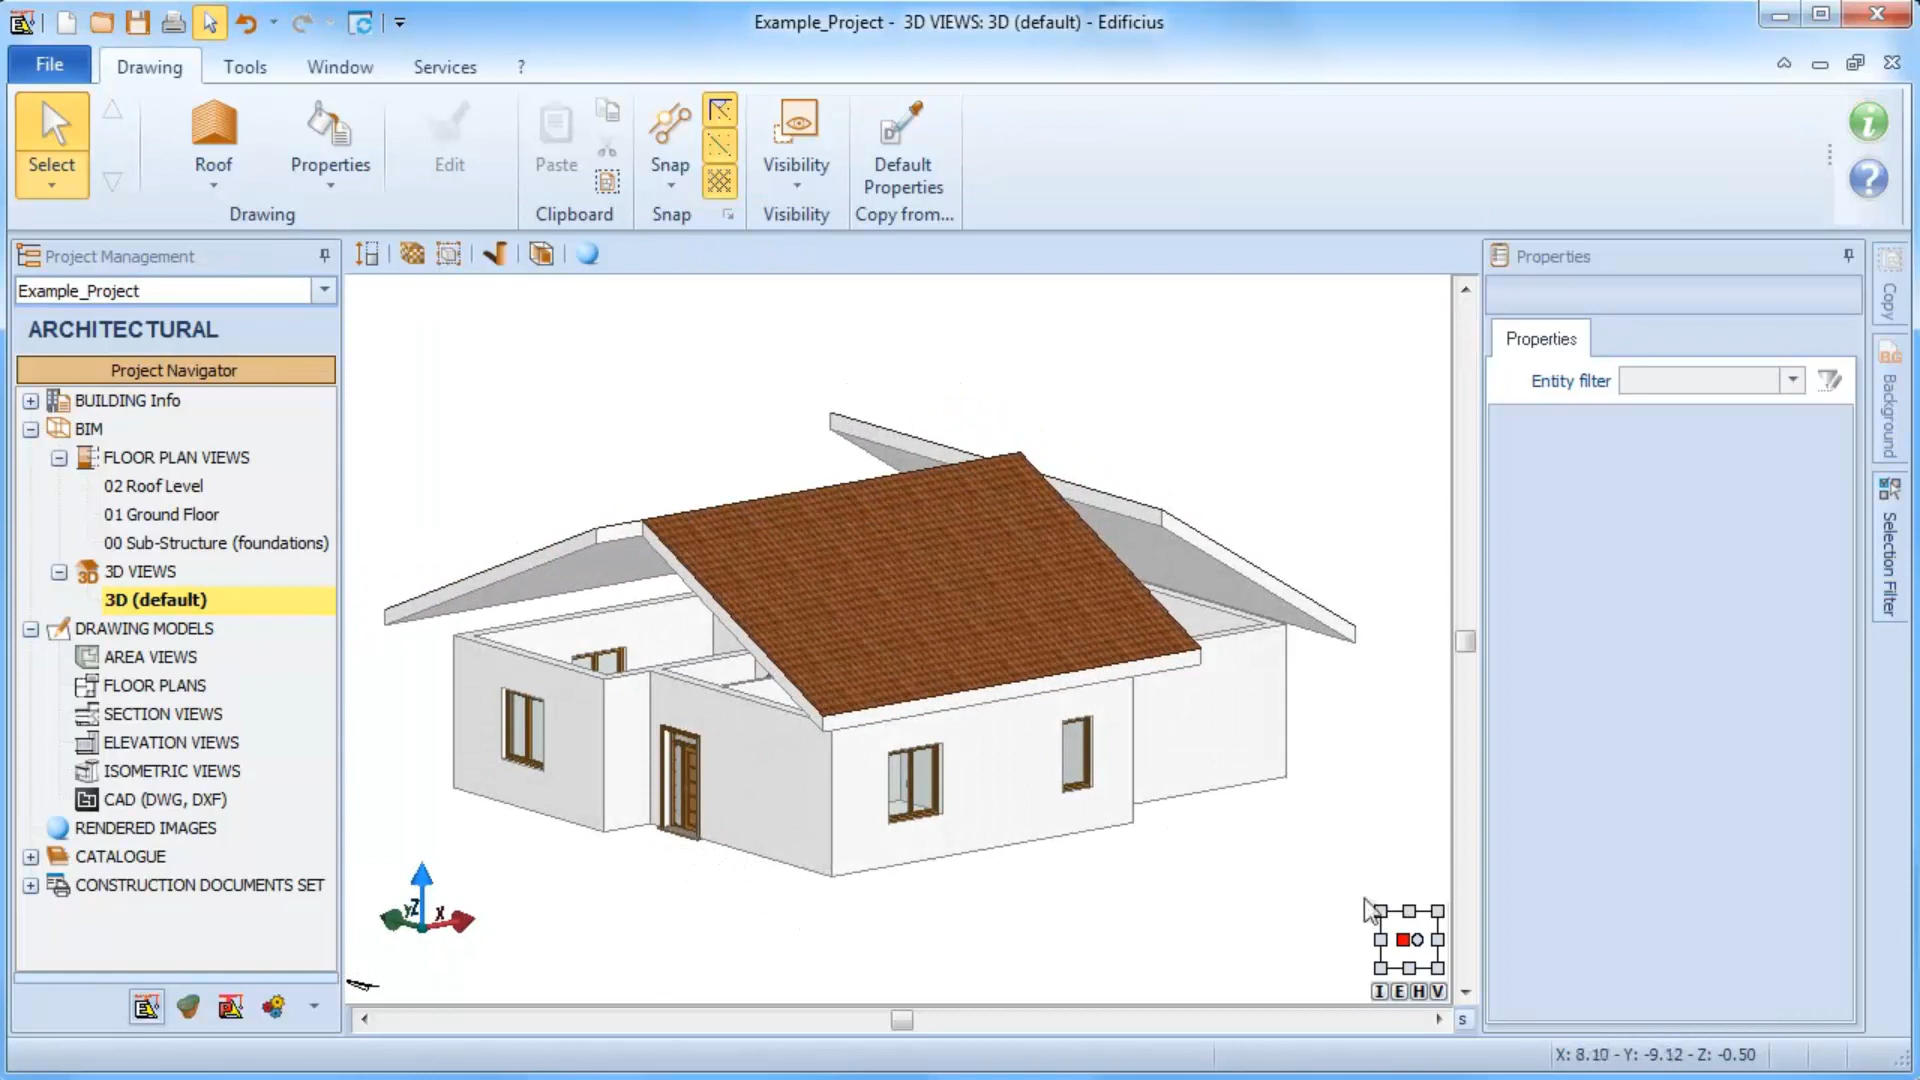 Example_Project - 3D VIEWS: 3D (default) - Edificius
File
Drawing
Tools
Window
Services
?
Select
Roof
Properties
Edit
Paste
Snap
Visibility
Default
Properties
Drawing
Clipboard
Snap
Visibility
Copy from...
Project Management
Example_Project
ARCHITECTURAL
Project Navigator
BUILDING Info
BIM
FLOOR PLAN VIEWS
02 Roof Level
01 Ground Floor
00 Sub-Structure (foundations)
3D VIEWS
3D (default)
DRAWING MODELS
AREA VIEWS
FLOOR PLANS
SECTION VIEWS
ELEVATION VIEWS
ISOMETRIC VIEWS
CAD (DWG, DXF)
RENDERED IMAGES
CATALOGUE
CONSTRUCTION DOCUMENTS SET
Z
Y
X
I E H V
S
Properties
Properties
Entity filter
Copy
Background
Selection Filter
X: 8.10 - Y: -9.12 - Z: -0.50